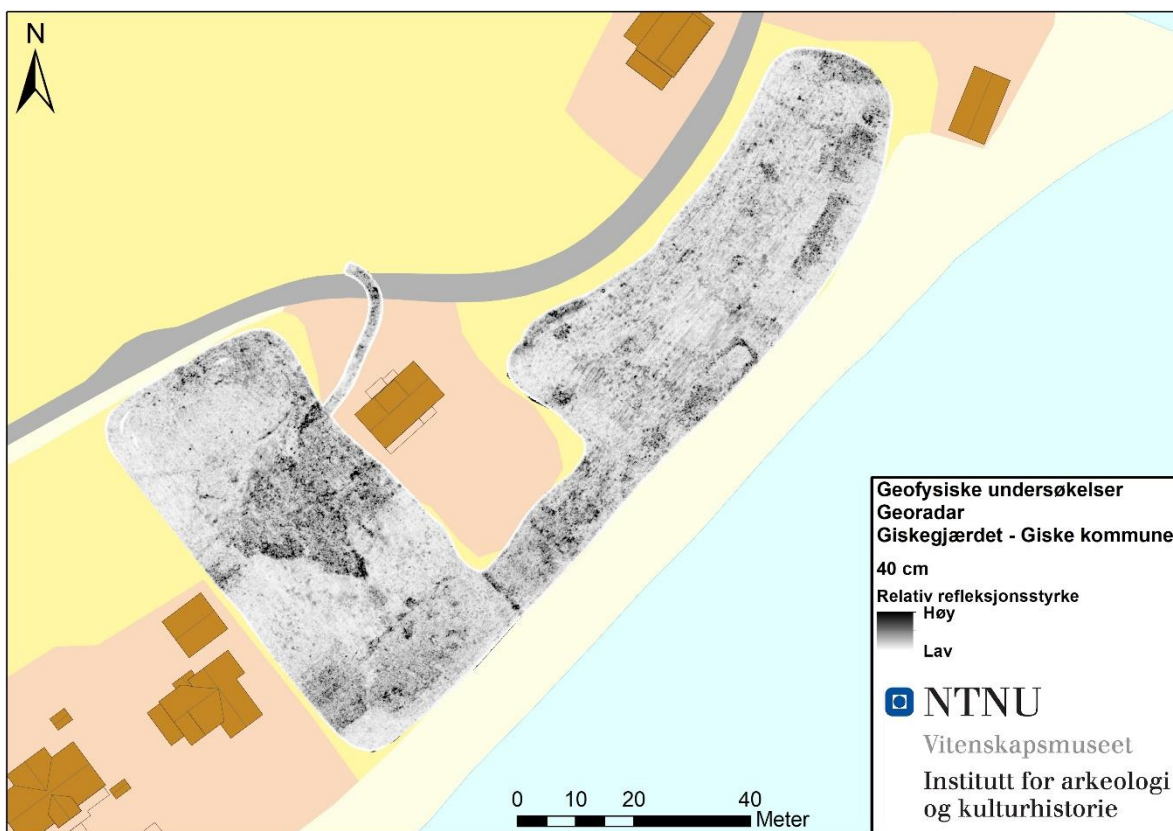 N
Geofysiske undersøkelser
Georadar
Giskegjærdet - Giske kommune
40 cm
Relativ refleksjonsstyrke
Høy
Lav
NTNU
Vitenskapsmuseet
Institutt for arkeologi
og kulturhistorie
0 10 20 40
Meter